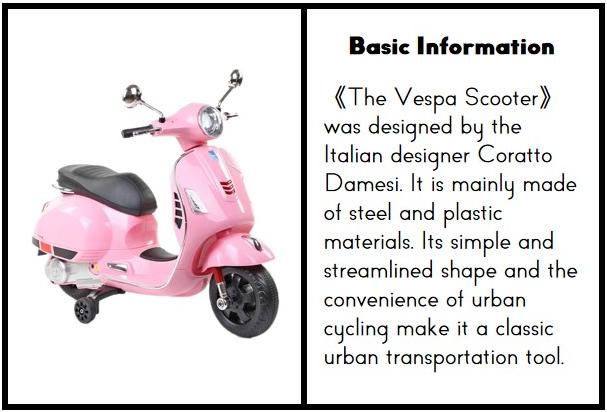 Basic Information
《The Vespa Scooter》
was designed by the
Italian designer Coratto
Damesi. It is mainly made
of steel and plastic
materials. Its simple and
streamlined shape and the
convenience of urban
cycling make it a classic
urban transportation tool.